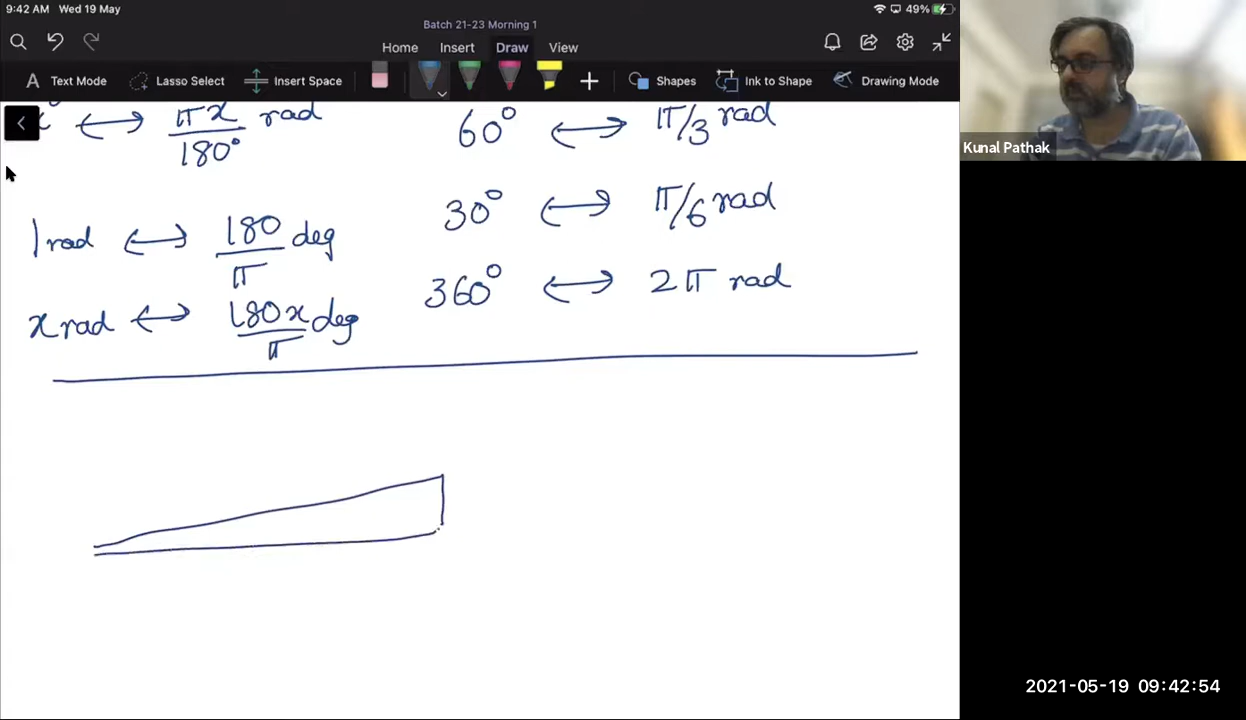 9:42 AM Wed 19 May
49%
Batch 21-23 Morning 1
Home Insert Draw View
Text Mode Lasso Select Insert Space Shapes Ink to Shape Drawing Mode
Kunal Pathak
x° ↔ πx/180° rad
1 rad ↔ 180/π deg
x rad ↔ 180x/π deg
60° ↔ π/3 rad
30° ↔ π/6 rad
360° ↔ 2π rad
2021-05-19 09:42:54